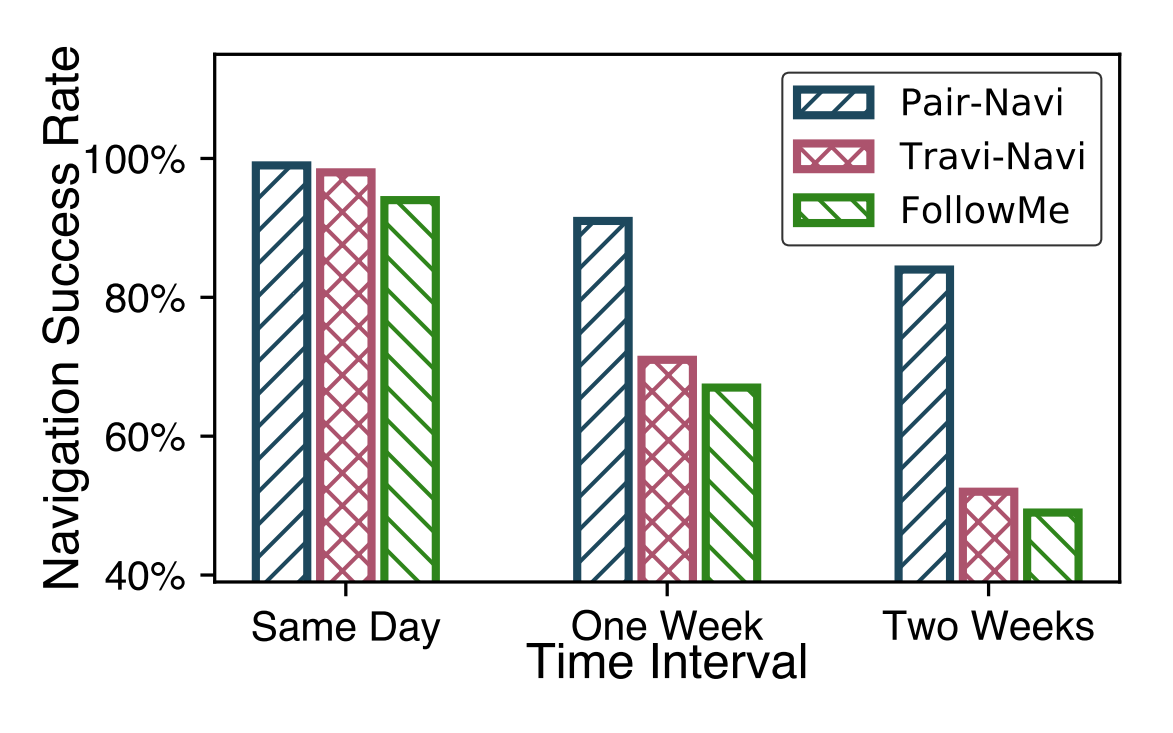 Navigation Success Rate
100%
80%
60%
40%
Pair-Navi
Travi-Navi
FollowMe
Same Day
One Week
Two Weeks
Time Interval